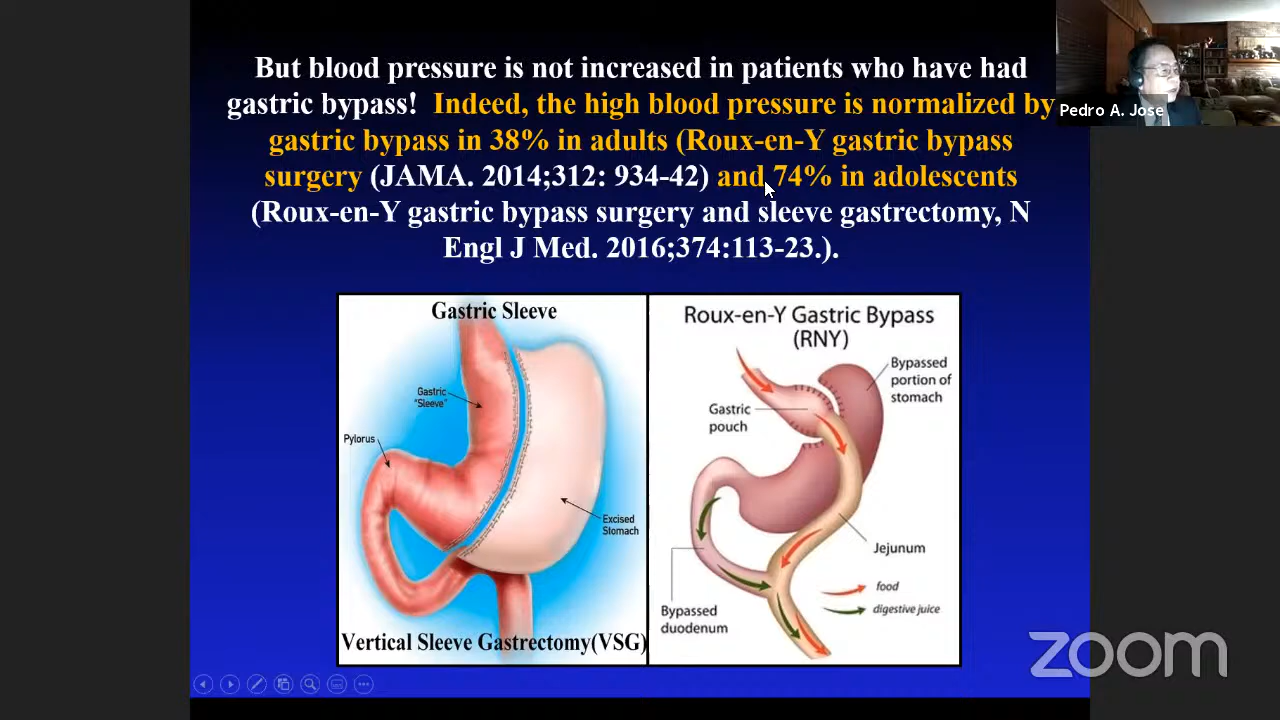 But blood pressure is not increased in patients who have had
gastric bypass!  Indeed, the high blood pressure is normalized by
gastric bypass in 38% in adults (Roux-en-Y gastric bypass
surgery (JAMA. 2014;312: 934-42) and 74% in adolescents
(Roux-en-Y gastric bypass surgery and sleeve gastrectomy, N
Engl J Med. 2016;374:113-23.).
Pedro A. Jose
Gastric Sleeve
Gastric
"Sleeve"
Pylorus
Excised
Stomach
Vertical Sleeve Gastrectomy(VSG)
Roux-en-Y Gastric Bypass
(RNY)
Bypassed
portion of
stomach
Gastric
pouch
Jejunum
food
digestive juice
Bypassed
duodenum
zoom